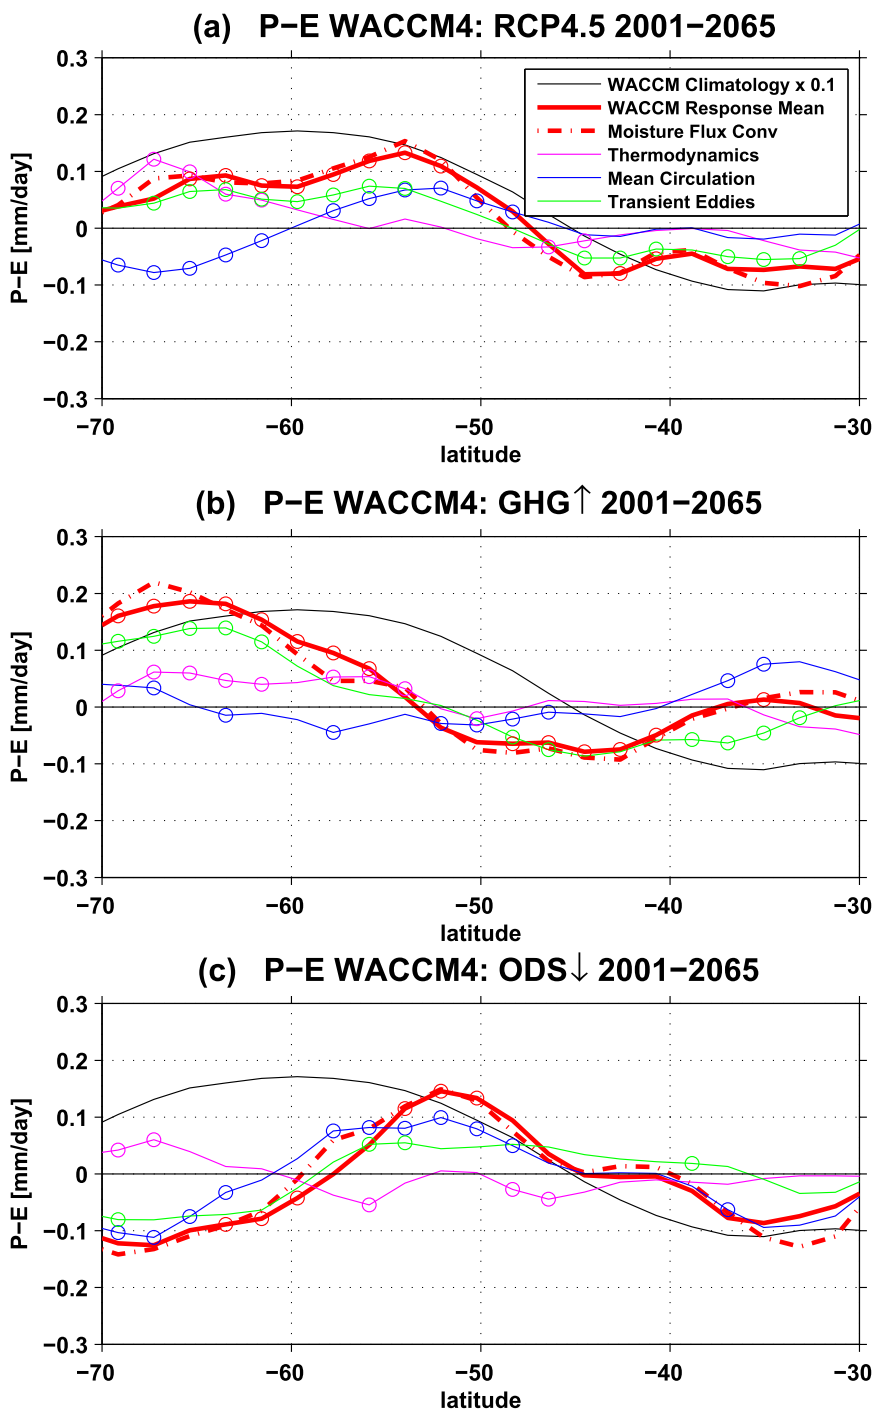 (a) P−E WACCM4: RCP4.5 2001−2065
0.3
0.2
0.1
0
−0.1
−0.2
−0.3
P−E [mm/day]
WACCM Climatology x 0.1
WACCM Response Mean
Moisture Flux Conv
Thermodynamics
Mean Circulation
Transient Eddies
−70 −60 −50 −40 −30
latitude
(b) P−E WACCM4: GHG↑ 2001−2065
0.3
0.2
0.1
0
−0.1
−0.2
−0.3
P−E [mm/day]
−70 −60 −50 −40 −30
latitude
(c) P−E WACCM4: ODS↓ 2001−2065
0.3
0.2
0.1
0
−0.1
−0.2
−0.3
P−E [mm/day]
−70 −60 −50 −40 −30
latitude